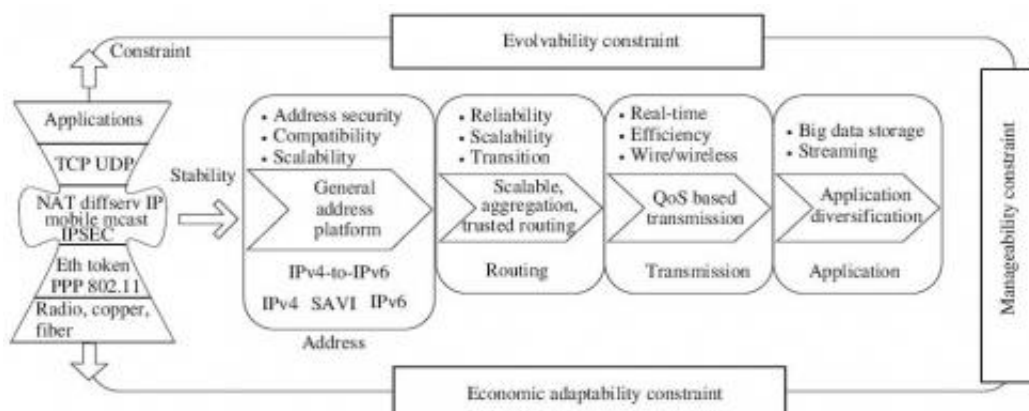 Evolvability constraint
Constraint
Applications
TCP UDP
NAT diffserv IP
mobile mcast
IPSEC
Eth token
PPP 802.11
Radio, copper,
fiber
Stability
• Address security
• Compatibility
• Scalability
General
address
platform
IPv4-to-IPv6
IPv4 SAVI IPv6
Address
• Reliability
• Scalability
• Transition
Scalable,
aggregation,
trusted routing
Routing
• Real-time
• Efficiency
• Wire/wireless
QoS based
transmission
Transmission
• Big data storage
• Streaming
Application
diversification
Application
Manageability constraint
Economic adaptability constraint